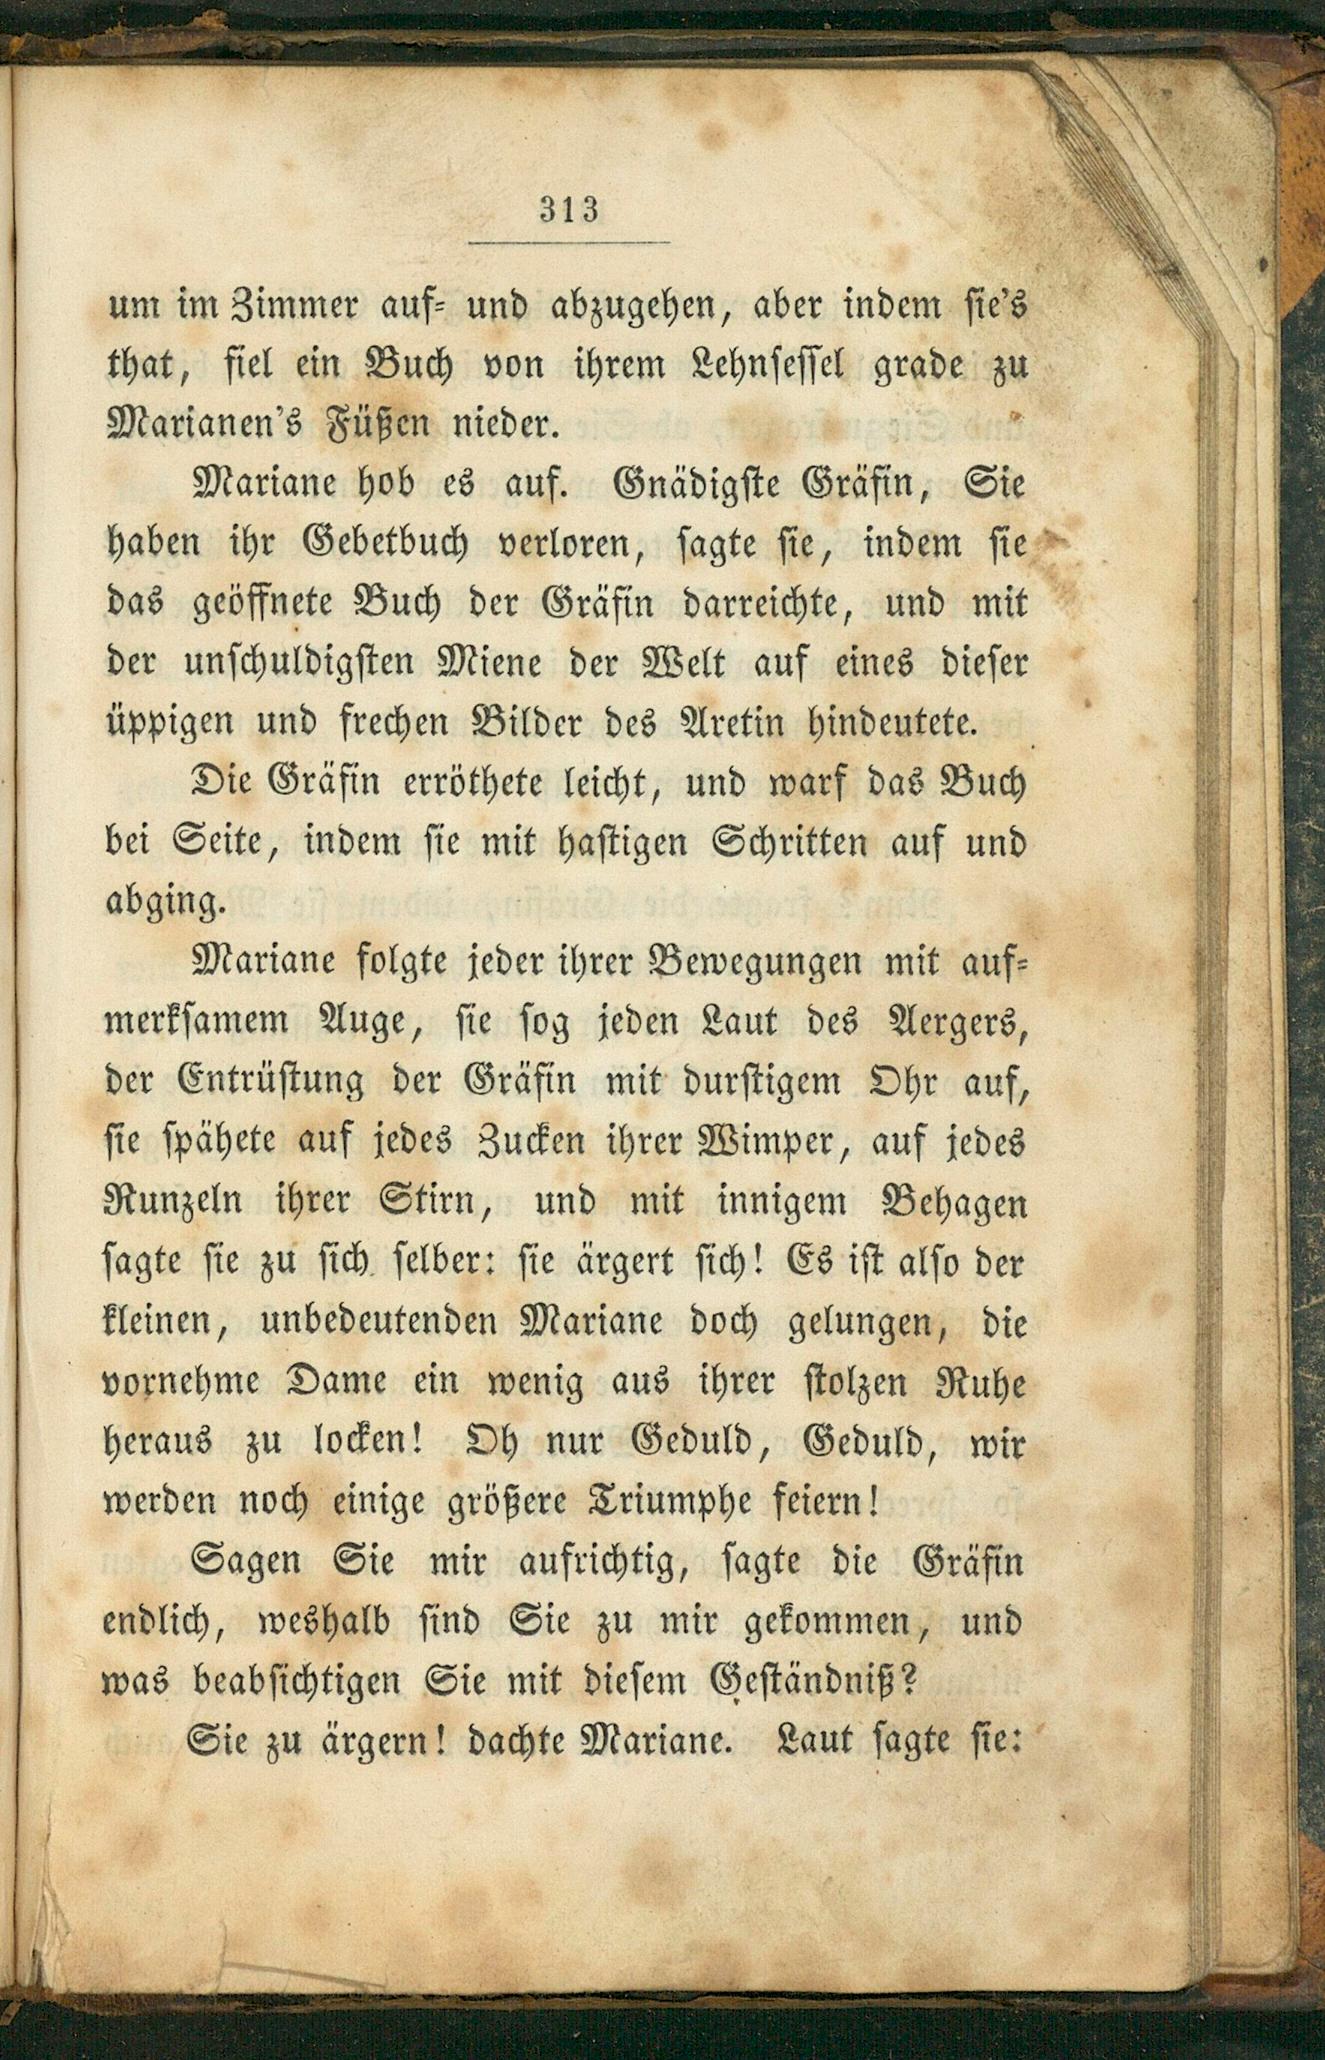 313
um im Zimmer auf- und abzugehen, aber indem sie's
that, fiel ein Buch von ihrem Lehnsessel grade zu
Marianen's Füßen nieder.
Mariane hob es auf. Gnädigste Gräfin, Sie
haben ihr Gebetbuch verloren, sagte sie, indem sie
das geöffnete Buch der Gräfin darreichte, und mit
der unschuldigsten Miene der Welt auf eines dieser
üppigen und frechen Bilder des Aretin hindeutete.
Die Gräfin erröthete leicht, und warf das Buch
bei Seite, indem sie mit hastigen Schritten auf und
abging.
Mariane folgte jeder ihrer Bewegungen mit auf-
merksamem Auge, sie sog jeden Laut des Aergers,
der Entrüstung der Gräfin mit durstigem Ohr auf,
sie spähete auf jedes Zucken ihrer Wimper, auf jedes
Runzeln ihrer Stirn, und mit innigem Behagen
sagte sie zu sich selber: sie ärgert sich! Es ist also der
kleinen, unbedeutenden Mariane doch gelungen, die
vornehme Dame ein wenig aus ihrer stolzen Ruhe
heraus zu locken! Oh nur Geduld, Geduld, wir
werden noch einige größere Triumphe feiern!
Sagen Sie mir aufrichtig, sagte die Gräfin
endlich, weshalb sind Sie zu mir gekommen, und
was beabsichtigen Sie mit diesem Geständniß?
Sie zu ärgern! dachte Mariane. Laut sagte sie: